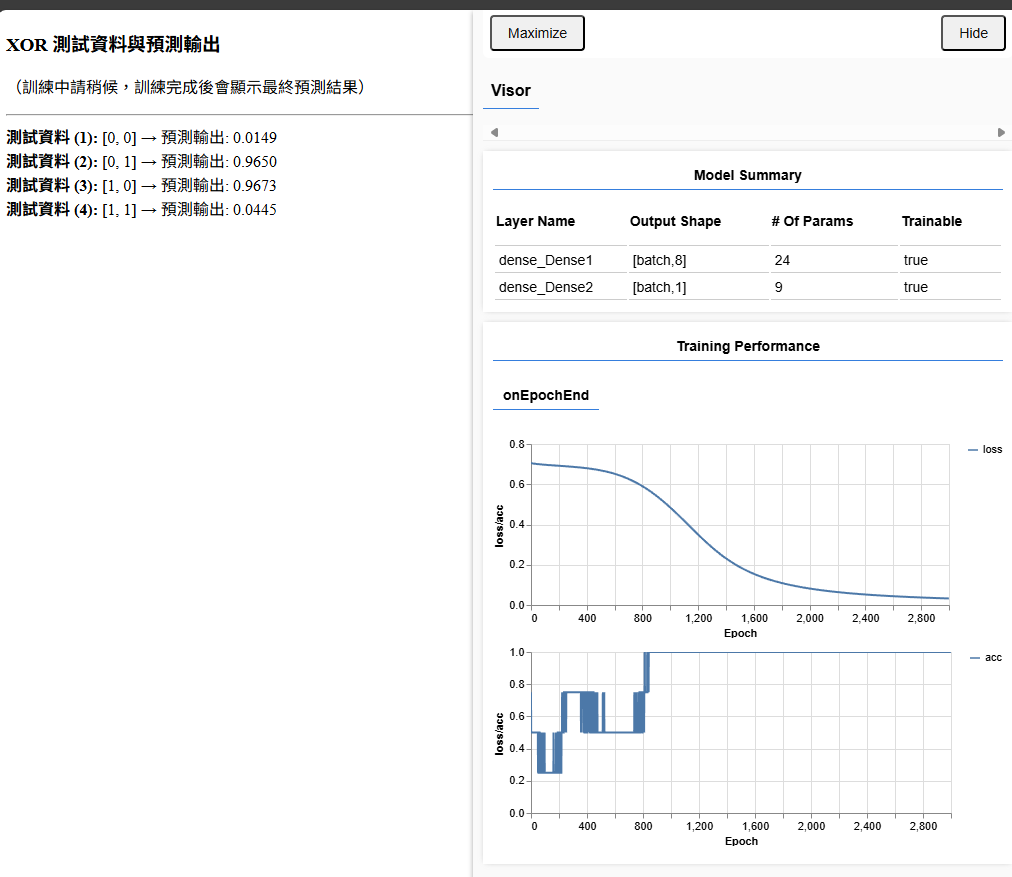 XOR 測試資料與預測輸出
（訓練中請稍候，訓練完成後會顯示最終預測結果）
測試資料 (1): [0, 0] → 預測輸出: 0.0149
測試資料 (2): [0, 1] → 預測輸出: 0.9650
測試資料 (3): [1, 0] → 預測輸出: 0.9673
測試資料 (4): [1, 1] → 預測輸出: 0.0445
Maximize
Hide
Visor
Model Summary
Layer Name Output Shape # Of Params Trainable
dense_Dense1 [batch,8] 24 true
dense_Dense2 [batch,1] 9 true
Training Performance
onEpochEnd
loss
0.8
0.6
0.4
0.2
0.0
loss/acc
0 400 800 1,200 1,600 2,000 2,400 2,800
Epoch
acc
1.0
0.8
0.6
0.4
0.2
0.0
loss/acc
0 400 800 1,200 1,600 2,000 2,400 2,800
Epoch